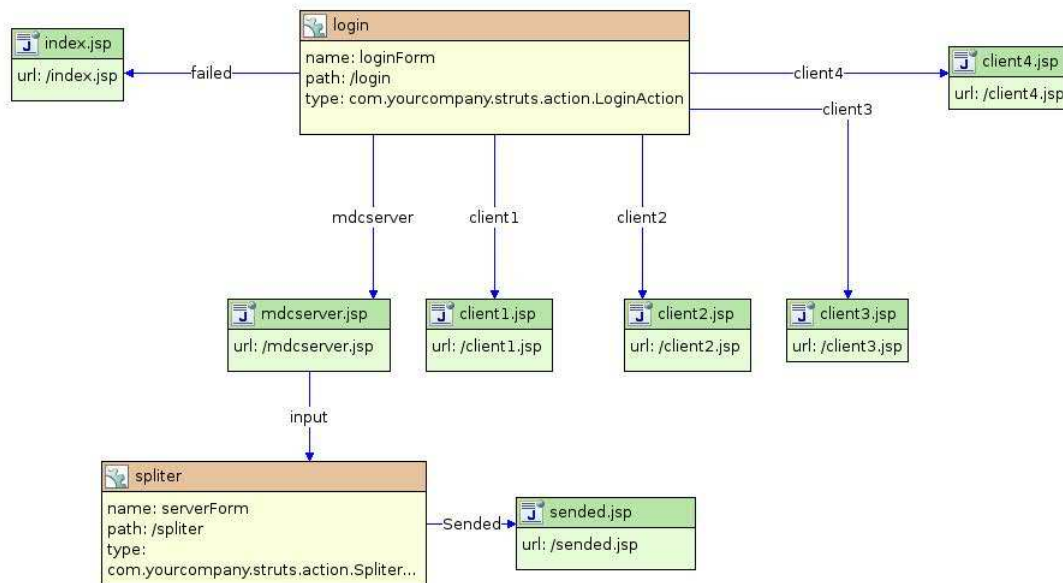 login
name: loginForm
path: /login
type: com.yourcompany.struts.action.LoginAction
index.jsp
url: /index.jsp
failed
client4
client4.jsp
url: /client4.jsp
client3
mdcserver
client1
client2
mdcserver.jsp
url: /mdcserver.jsp
client1.jsp
url: /client1.jsp
client2.jsp
url: /client2.jsp
client3.jsp
url: /client3.jsp
input
spliter
name: serverForm
path: /spliter
type:
com.yourcompany.struts.action.Spliter...
Sended
sended.jsp
url: /sended.jsp